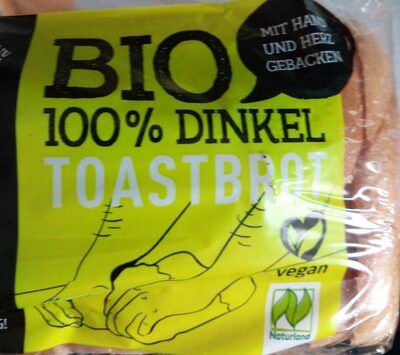 BIO
MIT HAND
UND HERZ
GEBACKEN
100% DINKEL
TOASTBROT
vegan
Naturland